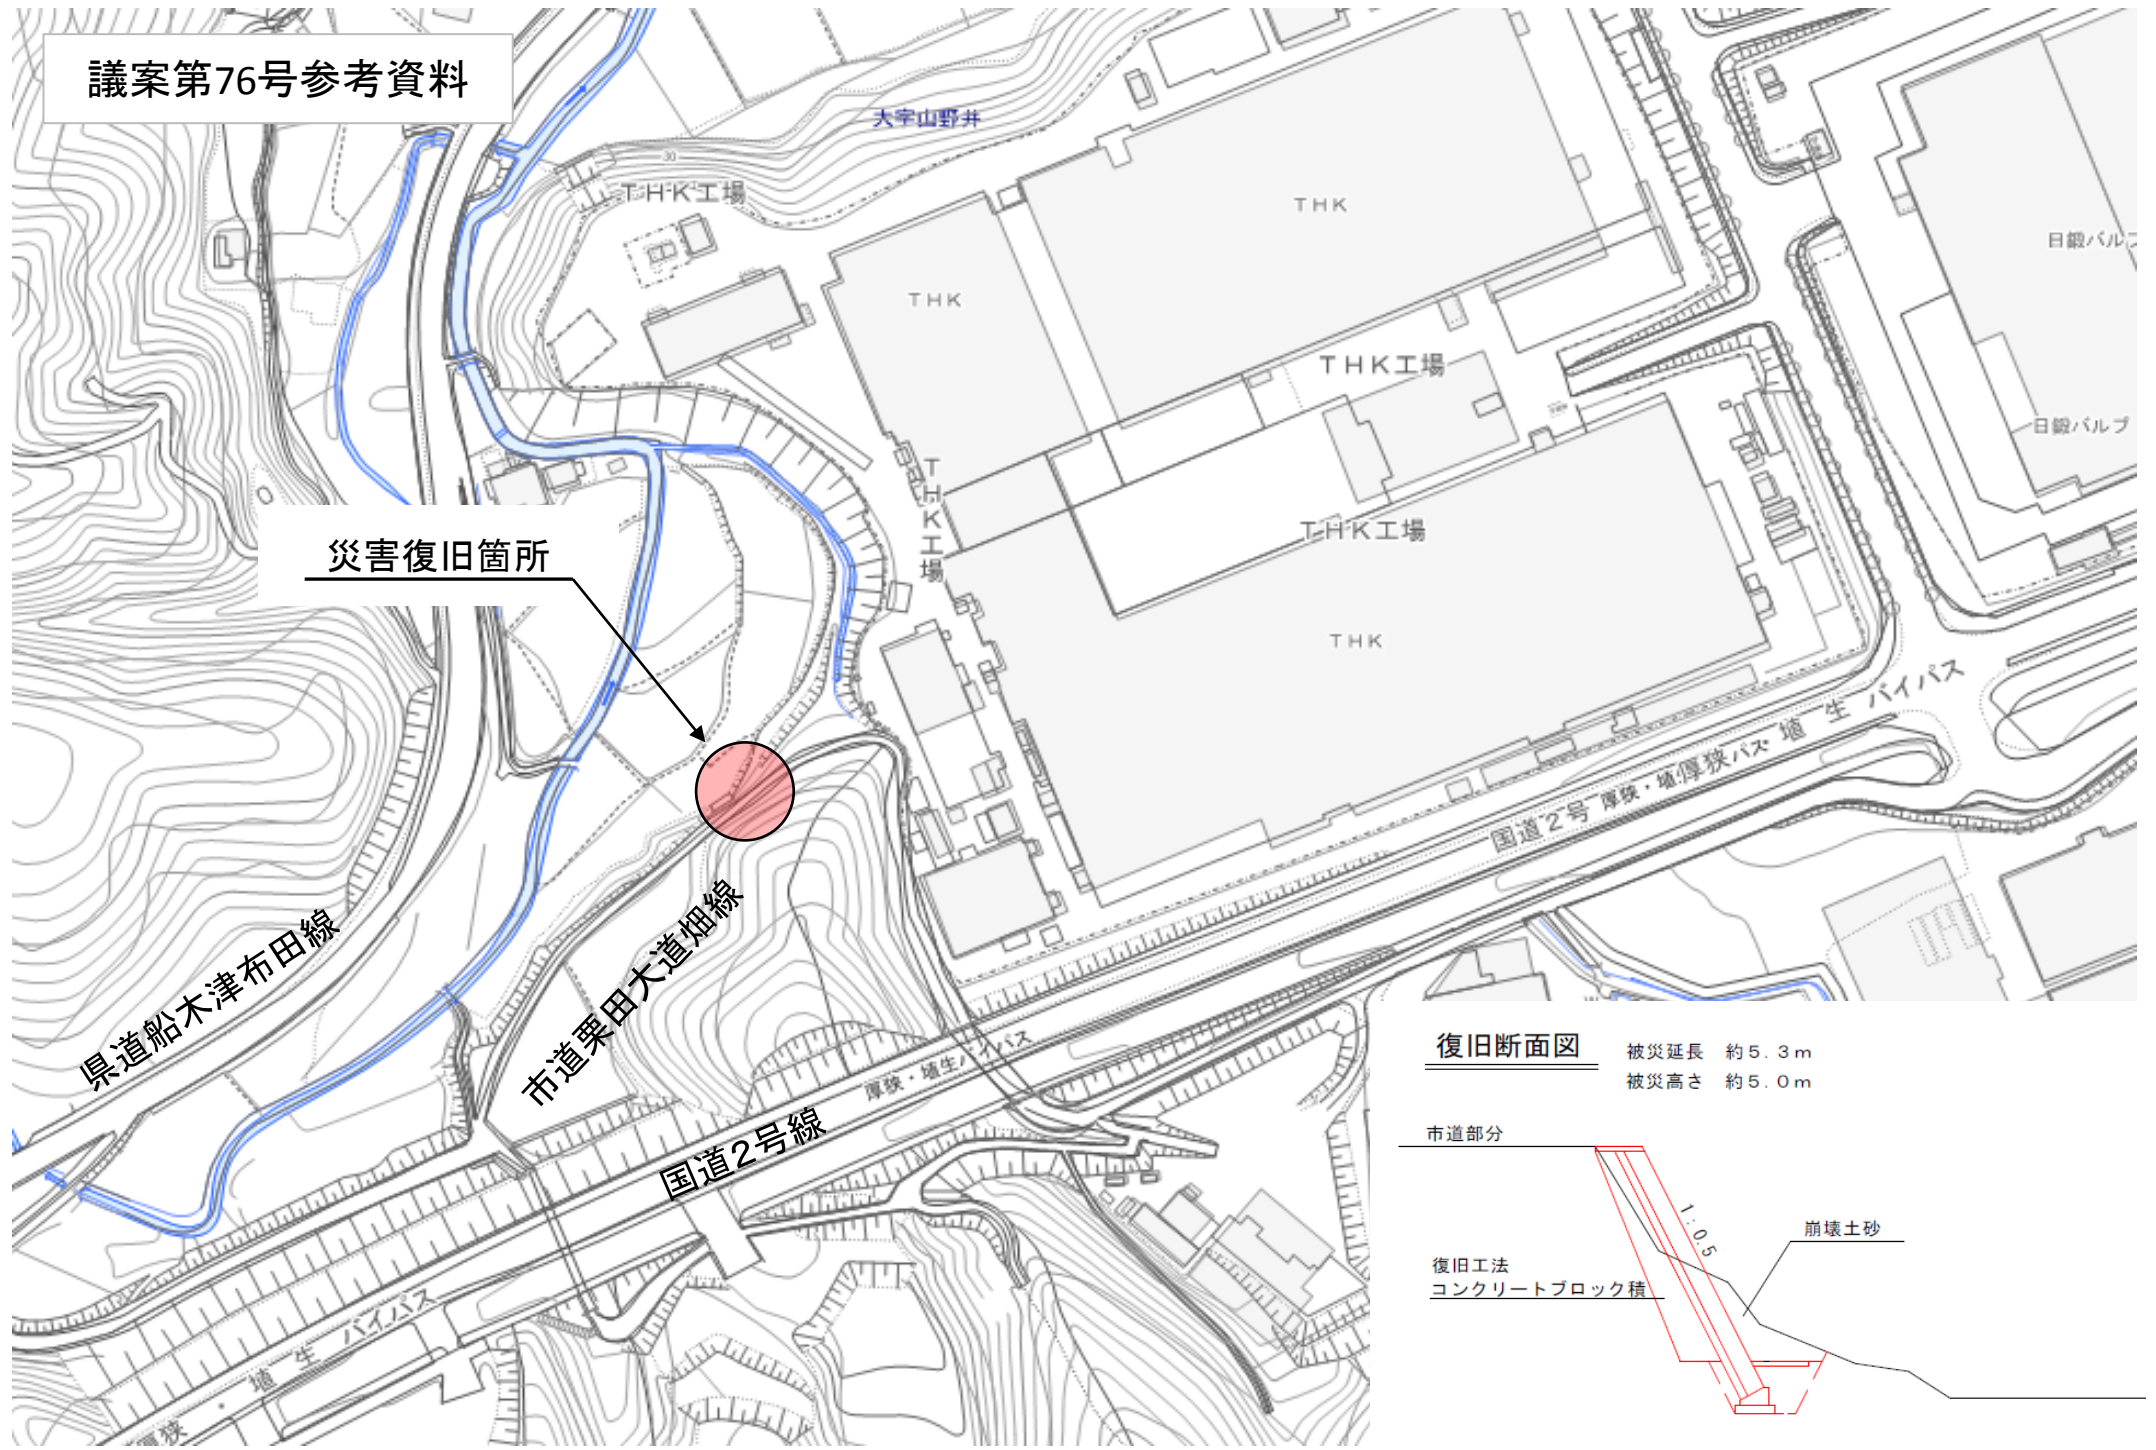 議案第76号参考資料
大字山野井
30
THK工場
THK
THK
日鍛バルブ
THK工場
日鍛バルブ
THK工場
THK工場
災害復旧箇所
THK
国道2号 厚狭・埴生バイパス
県道船木津布田線
市道栗田大道畑線
厚狭・埴生バイパス
国道2号線
厚狭・埴生バイパス
復旧断面図
被災延長 約5.3m
被災高さ 約5.0m
市道部分
1:0.5
崩壊土砂
復旧工法
コンクリートブロック積